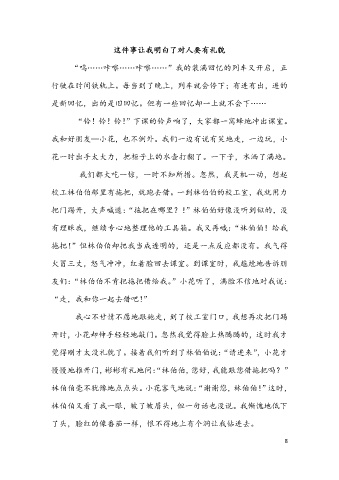 这件事让我明白了对人要有礼貌
“呜……咔嚓……咔嚓……”我的装满回忆的列车又开启，正
行驶在时间铁轨上。每当到了晚上，列车就会停下；有进有出，进的
是新回忆，出的是旧回忆。但有一些回忆却一上就不会下……
“铃！铃！铃！”下课的铃声响了，大家都一窝蜂地冲出课室。
我和好朋友—小花，也不例外。我们一边有说有笑地走，一边玩，小
花一时出手太大力，把柜子上的水壶打翻了。一下子，水洒了满地。
我们都大吃一惊，一时不知所措。忽然，我灵机一动，想起
校工林伯伯那里有拖把，就跑去借。一到林伯伯的校工室，我就用力
把门踢开，大声喊道：“拖把在哪里？！”林伯伯好像没听到似的，没
有理睬我，继续专心地整理他的工具箱。我又再喊：“林伯伯！给我
拖把！”但林伯伯却把我当成透明的，还是一点反应都没有。我气得
火冒三丈，怒气冲冲，红着脸回去课室。到课室时，我尴尬地告诉朋
友们：“林伯伯不肯把拖把借给我。”小花听了，满脸不信地对我说：
“走，我和你一起去借吧！”
我心不甘情不愿地跟她走，到了校工室门口。我想再次把门踢
开时，小花却伸手轻轻地敲门。忽然我觉得脸上热腾腾的，这时我才
觉得刚才太没礼貌了。接着我们听到了林伯伯说：“请进来”，小花才
慢慢地推开门，彬彬有礼地问：“林伯伯，您好，我能跟您借拖把吗？”
林伯伯毫不犹豫地点点头。小花客气地说：“谢谢您，林伯伯！”这时，
林伯伯又看了我一眼，皱了皱眉头，但一句话也没说。我惭愧地低下
了头，脸红的像番茄一样，恨不得地上有个洞让我钻进去。
8